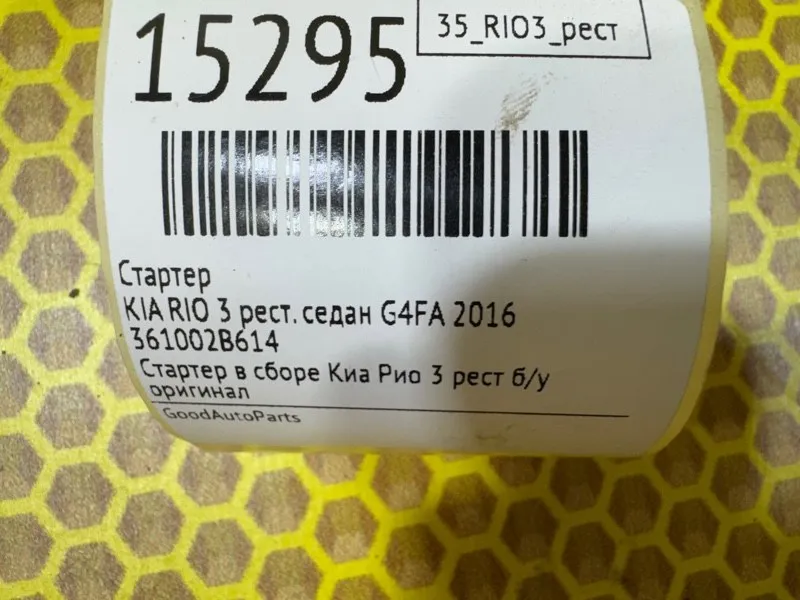 15295
35_RIO3_рест
Стартер
KIA RIO 3 рест. седан G4FA 2016
361002B614
Стартер в сборе Киа Рио 3 рест б/у
оригинал
GoodAutoParts